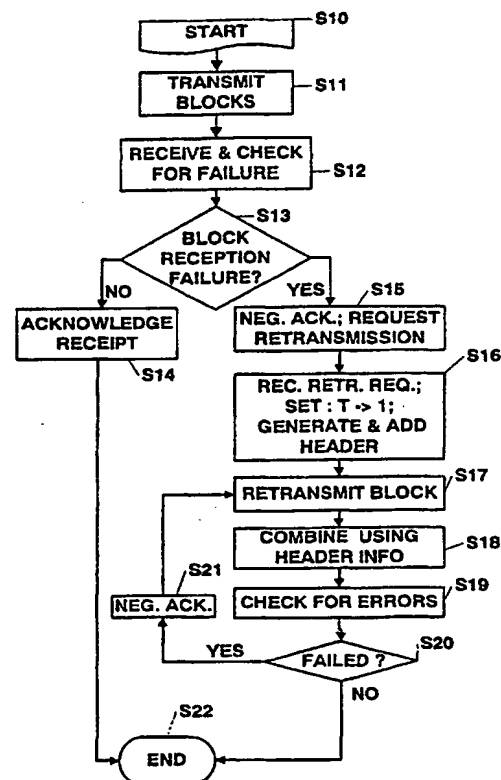 START
S10
TRANSMIT
BLOCKS
S11
RECEIVE & CHECK
FOR FAILURE
S12
S13
BLOCK
RECEPTION
FAILURE?
NO
YES
ACKNOWLEDGE
RECEIPT
S14
S15
NEG. ACK.; REQUEST
RETRANSMISSION
S16
REC. RETR. REQ.;
SET : T -> 1;
GENERATE & ADD
HEADER
S17
RETRANSMIT BLOCK
COMBINE USING
HEADER INFO
S18
S21
NEG. ACK.
CHECK FOR ERRORS
S19
S20
FAILED ?
YES
NO
S22
END